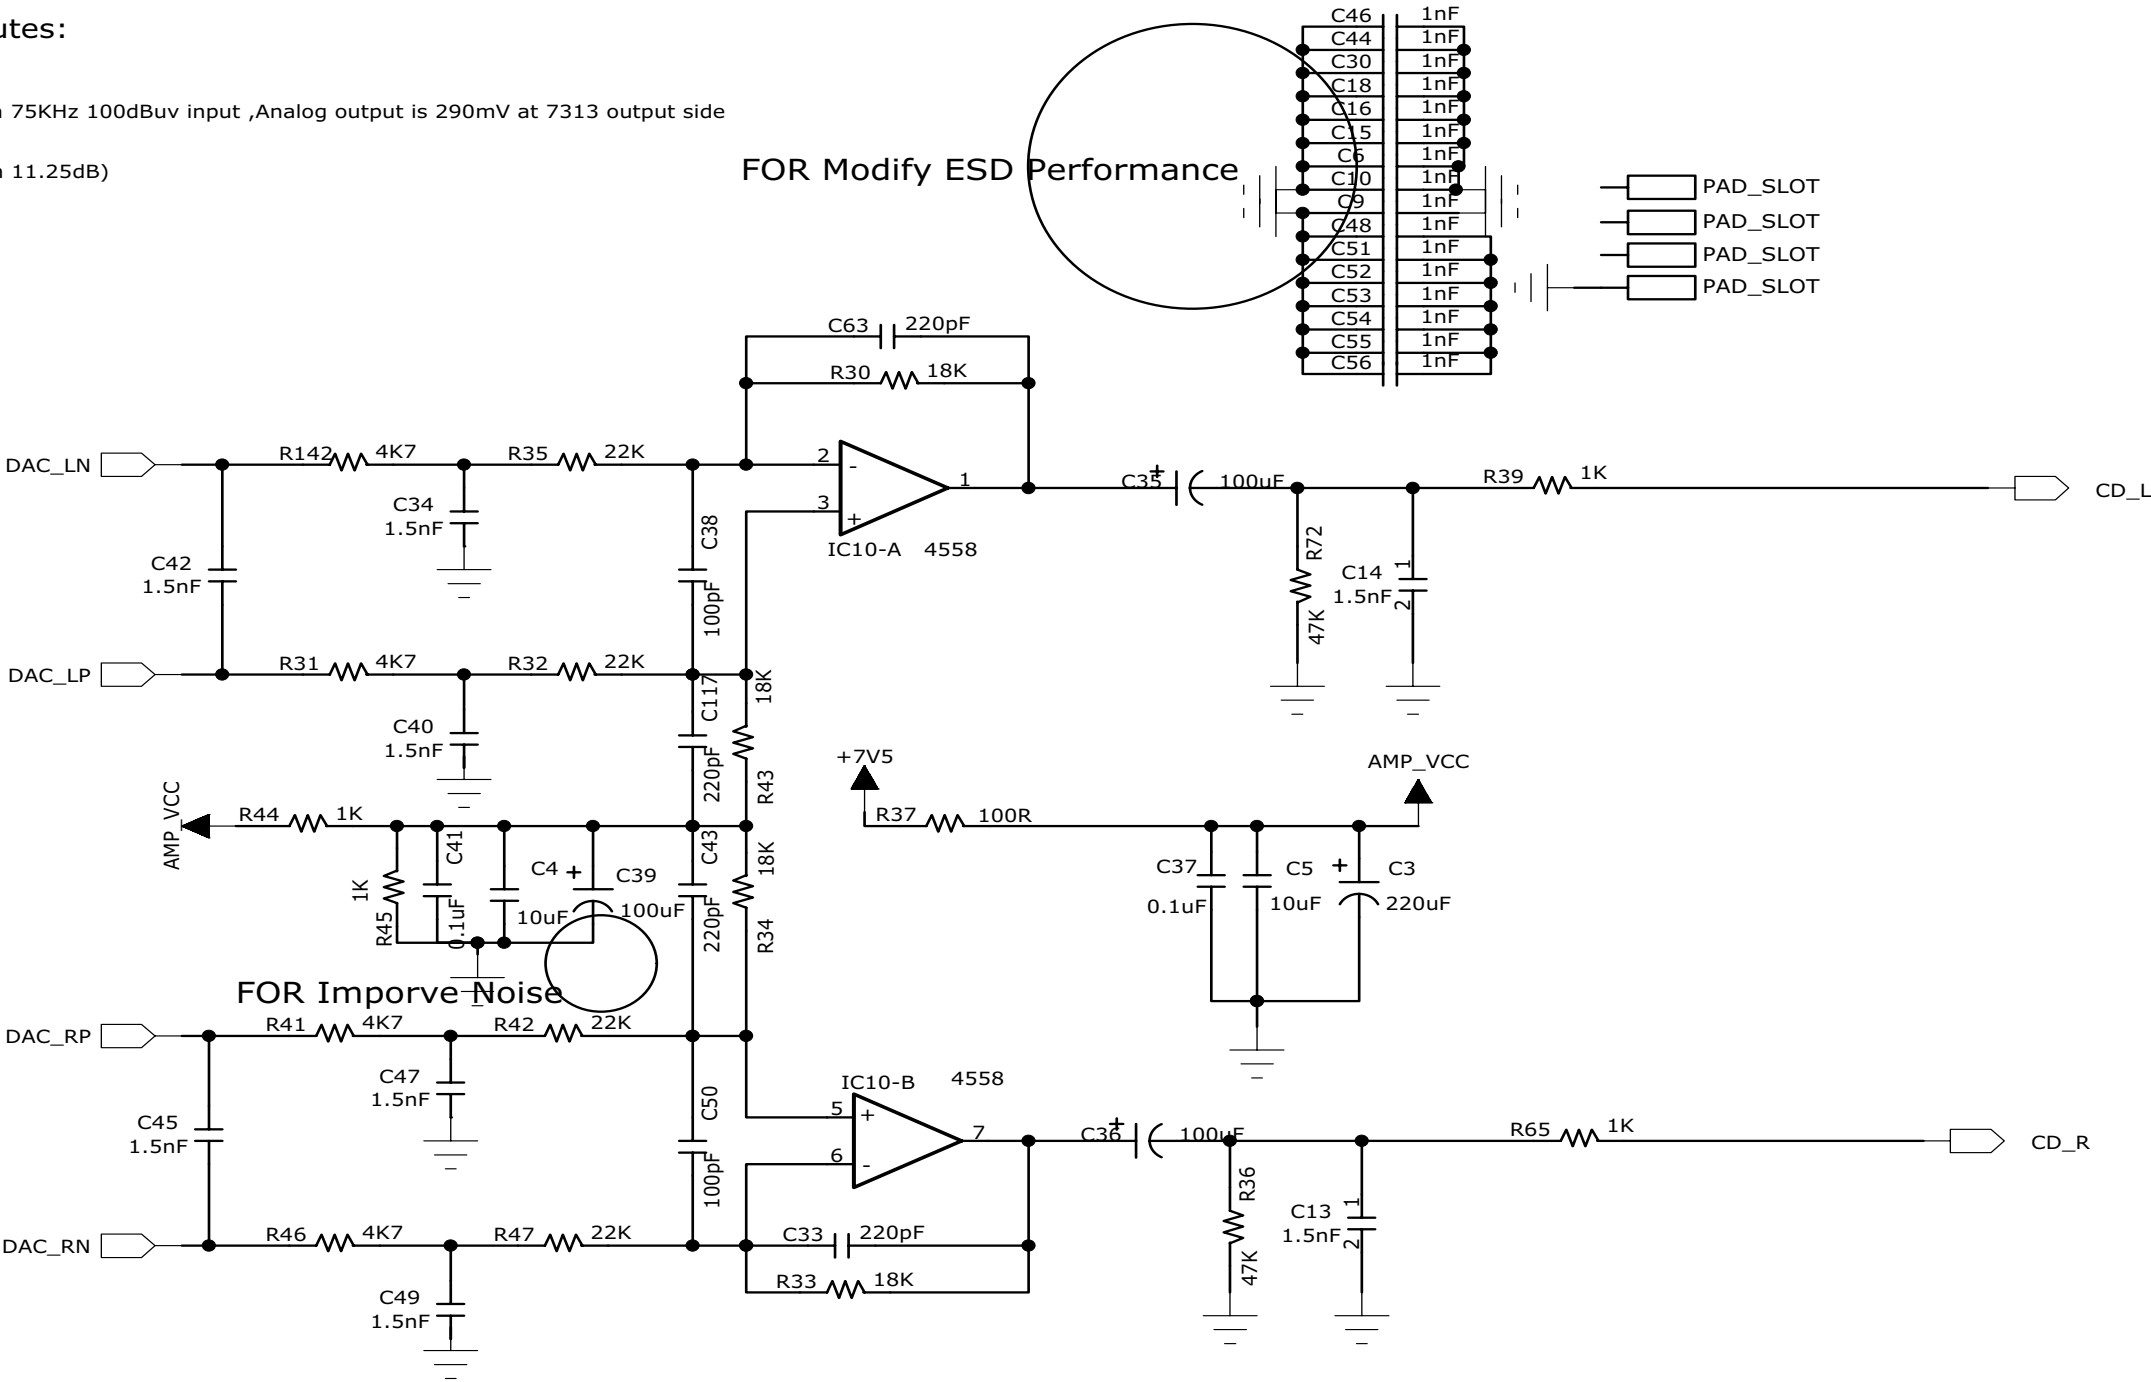 utes:
75KHz 100dBuv input ,Analog output is 290mV at 7313 output side
11.25dB)
FOR Modify ESD Performance
C46 1nF
C44 1nF
C30 1nF
C18 1nF
C16 1nF
C15 1nF
C6 1nF
C10 1nF
C9 1nF
C48 1nF
C51 1nF
C52 1nF
C53 1nF
C54 1nF
C55 1nF
C56 1nF
PAD_SLOT
PAD_SLOT
PAD_SLOT
PAD_SLOT
C63 220pF
R30 18K
DAC_LN
R142 4K7
R35 22K
2
-
3
+
1
IC10-A 4558
C34
1.5nF
C42
1.5nF
C38
100pF
C35
+
100uF
R39 1K
CD_L
R72
47K
C14
1.5nF
1
2
DAC_LP
R31 4K7
R32 22K
C40
1.5nF
C117
220pF
18K
R43
AMP_VCC
R44 1K
1K
R45
C41
0.1uF
C4
10uF
+
C39
100uF
C43
220pF
18K
R34
+7V5
R37 100R
AMP_VCC
C37
0.1uF
C5
10uF
+
C3
220uF
FOR Imporve Noise
DAC_RP
R41 4K7
R42 22K
C47
1.5nF
C45
1.5nF
C50
100pF
IC10-B 4558
5
+
6
-
7
C36
+
100uF
R65 1K
CD_R
R36
47K
C13
1.5nF
1
2
DAC_RN
R46 4K7
R47 22K
C33 220pF
R33 18K
C49
1.5nF